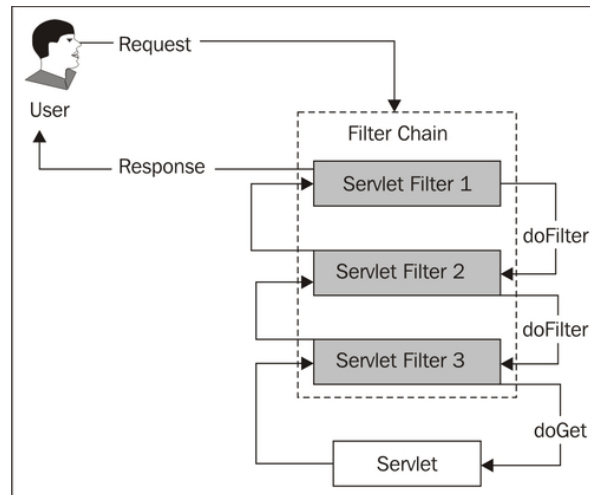 Request
User
Filter Chain
Response
Servlet Filter 1
doFilter
Servlet Filter 2
doFilter
Servlet Filter 3
doGet
Servlet